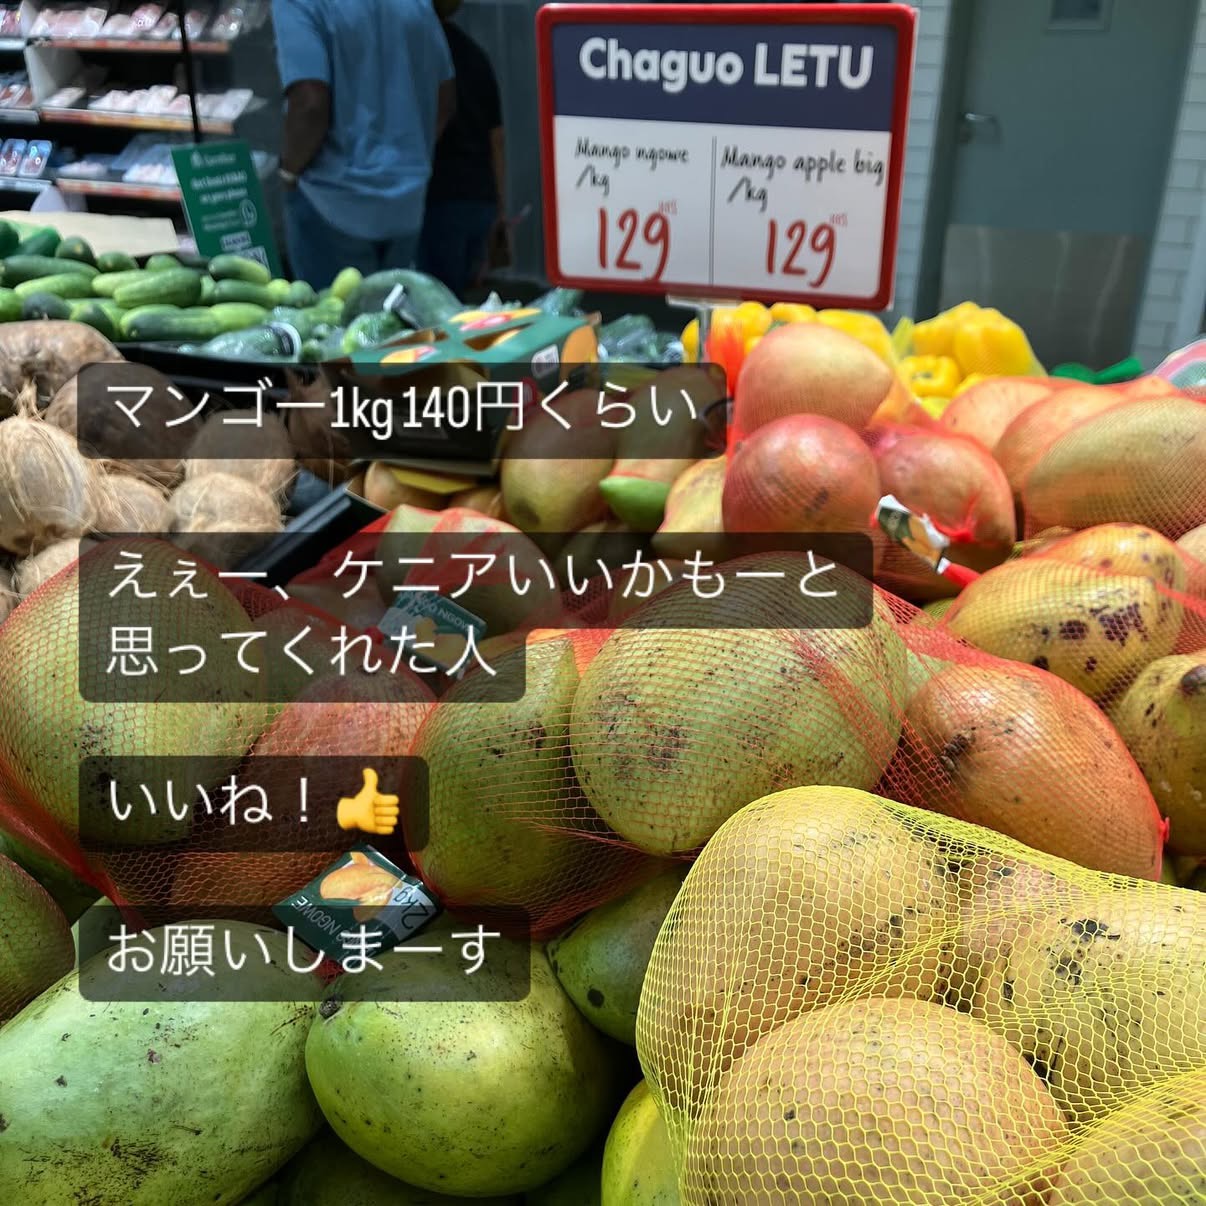 Chaguo LETU
Mango ngowe
/kg
129
Mango apple big
/kg
129
マンゴー1kg 140円くらい
えぇー、ケニアいいかもーと
思ってくれた人
いいね！👍
2kg
NGOWE
お願いしまーす